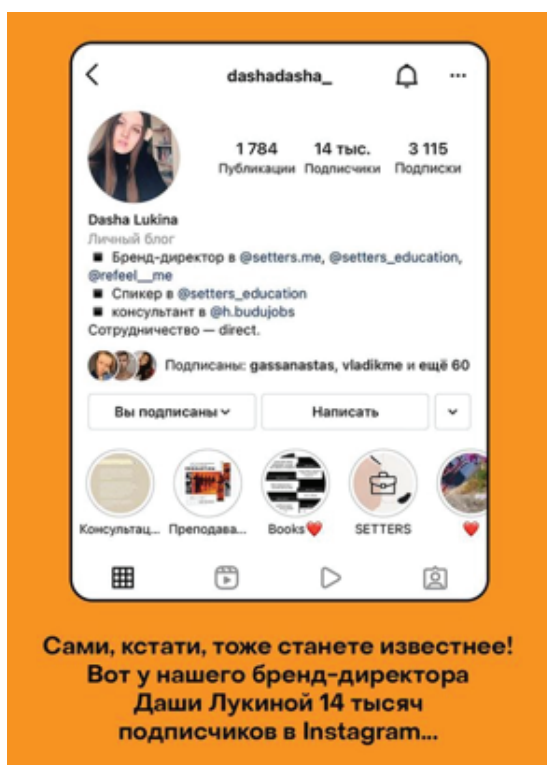 dashadasha_
1 784
14 тыс.
3 115
Публикации
Подписчики
Подписки
Dasha Lukina
Личный блог
Бренд-директор в @setters.me, @setters_education,
@refeel__me
Спикер в @setters_education
консультант в @h.budujobs
Сотрудничество — direct.
Подписаны: gassanastas, vladikme и ещё 60
Вы подписаны
Написать
Консультац...
Преподава...
Books❤️
SETTERS
❤️
Сами, кстати, тоже станете известнее!
Вот у нашего бренд-директора
Даши Лукиной 14 тысяч
подписчиков в Instagram...